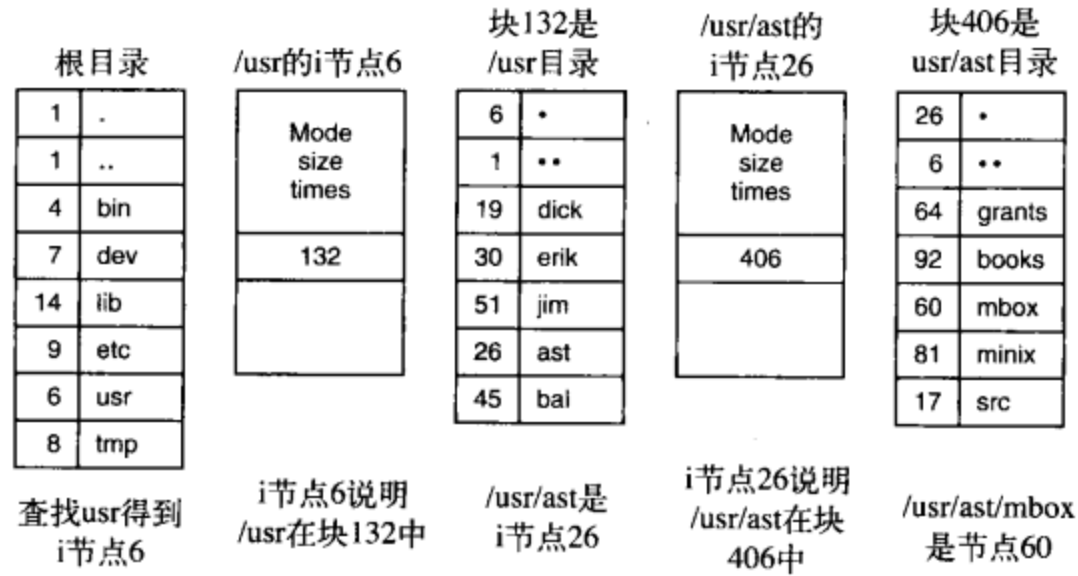 根目录
1 .
1 ..
4 bin
7 dev
14 lib
9 etc
6 usr
8 tmp
查找usr得到
i节点6
/usr的i节点6
Mode
size
times
132
i节点6说明
/usr在块132中
块132是
/usr目录
6 •
1 ••
19 dick
30 erik
51 jim
26 ast
45 bal
/usr/ast是
i节点26
/usr/ast的
i节点26
Mode
size
times
406
i节点26说明
/usr/ast在块
406中
块406是
usr/ast目录
26 •
6 ••
64 grants
92 books
60 mbox
81 minix
17 src
/usr/ast/mbox
是节点60